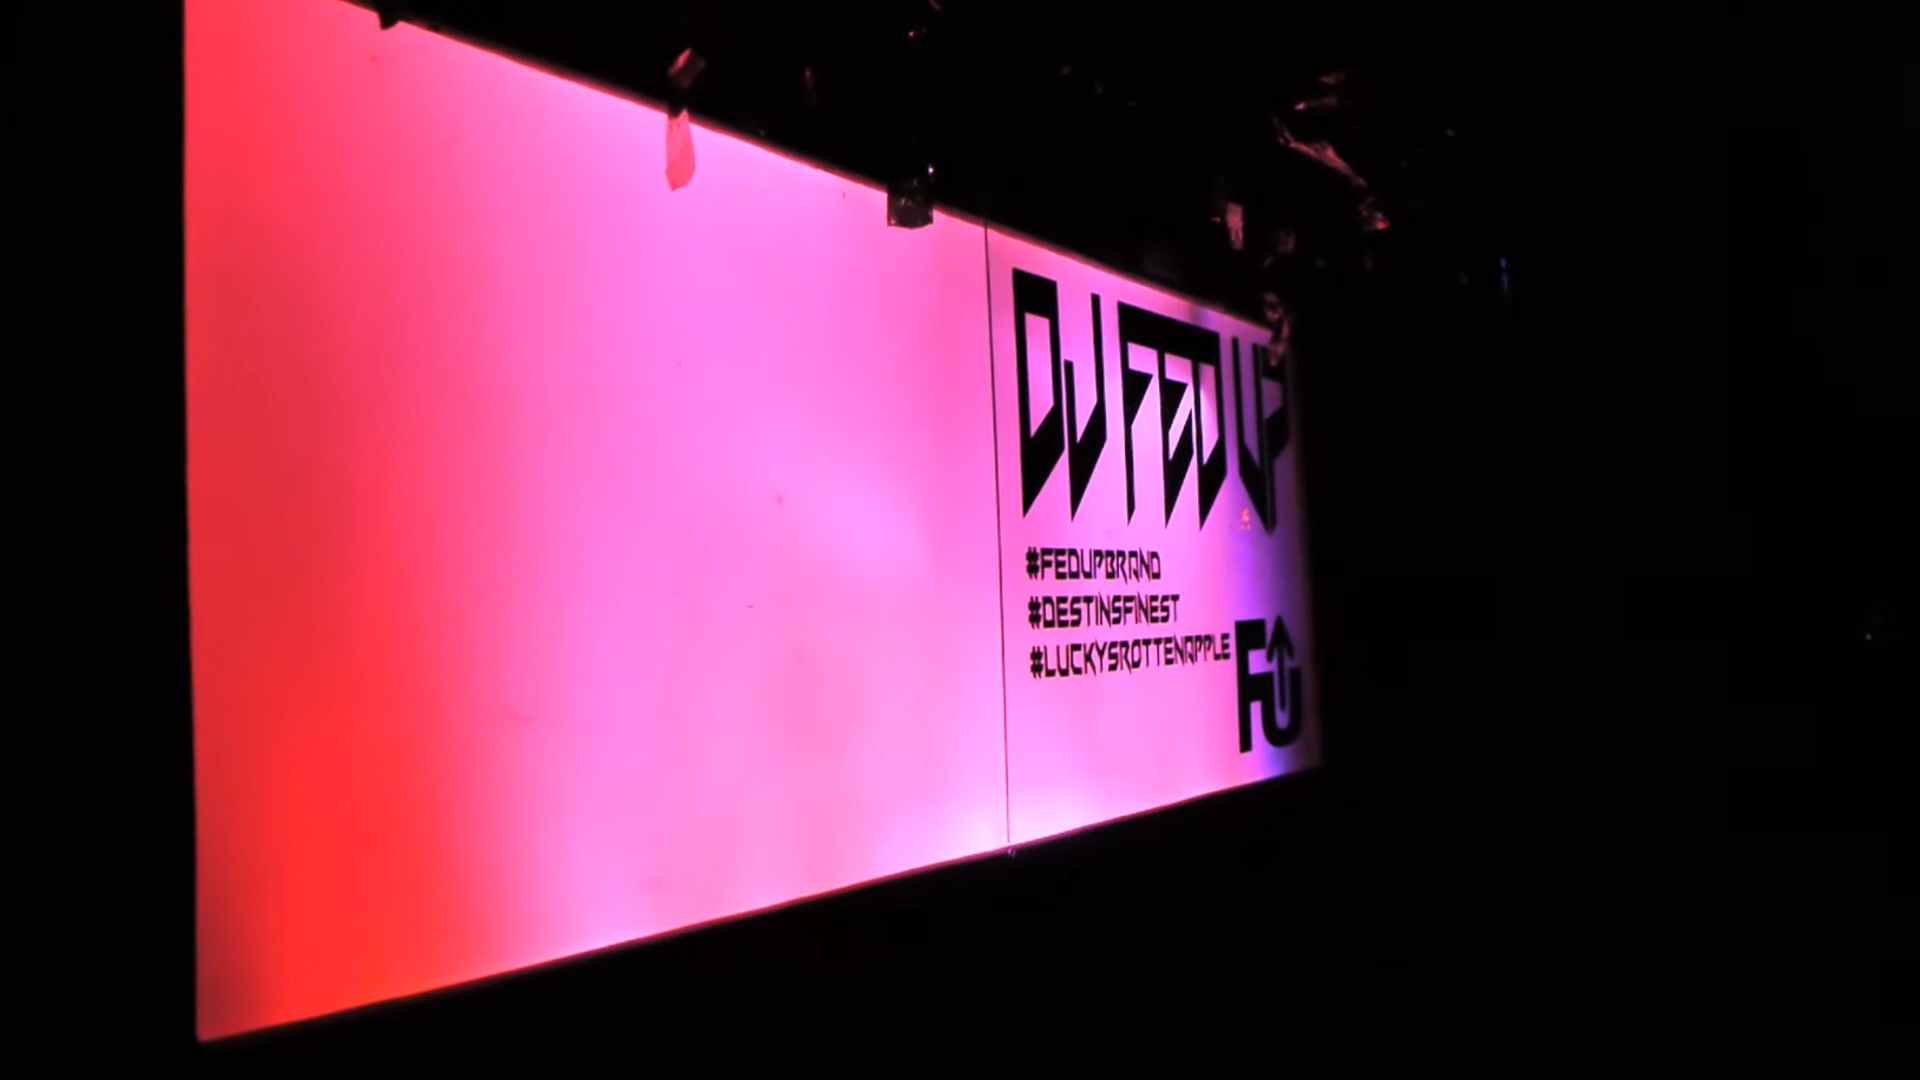 DJ FED UP
#FEDUPBRAND
#DESTINSFINEST
#LUCKYSROTTENAPPLE
FU